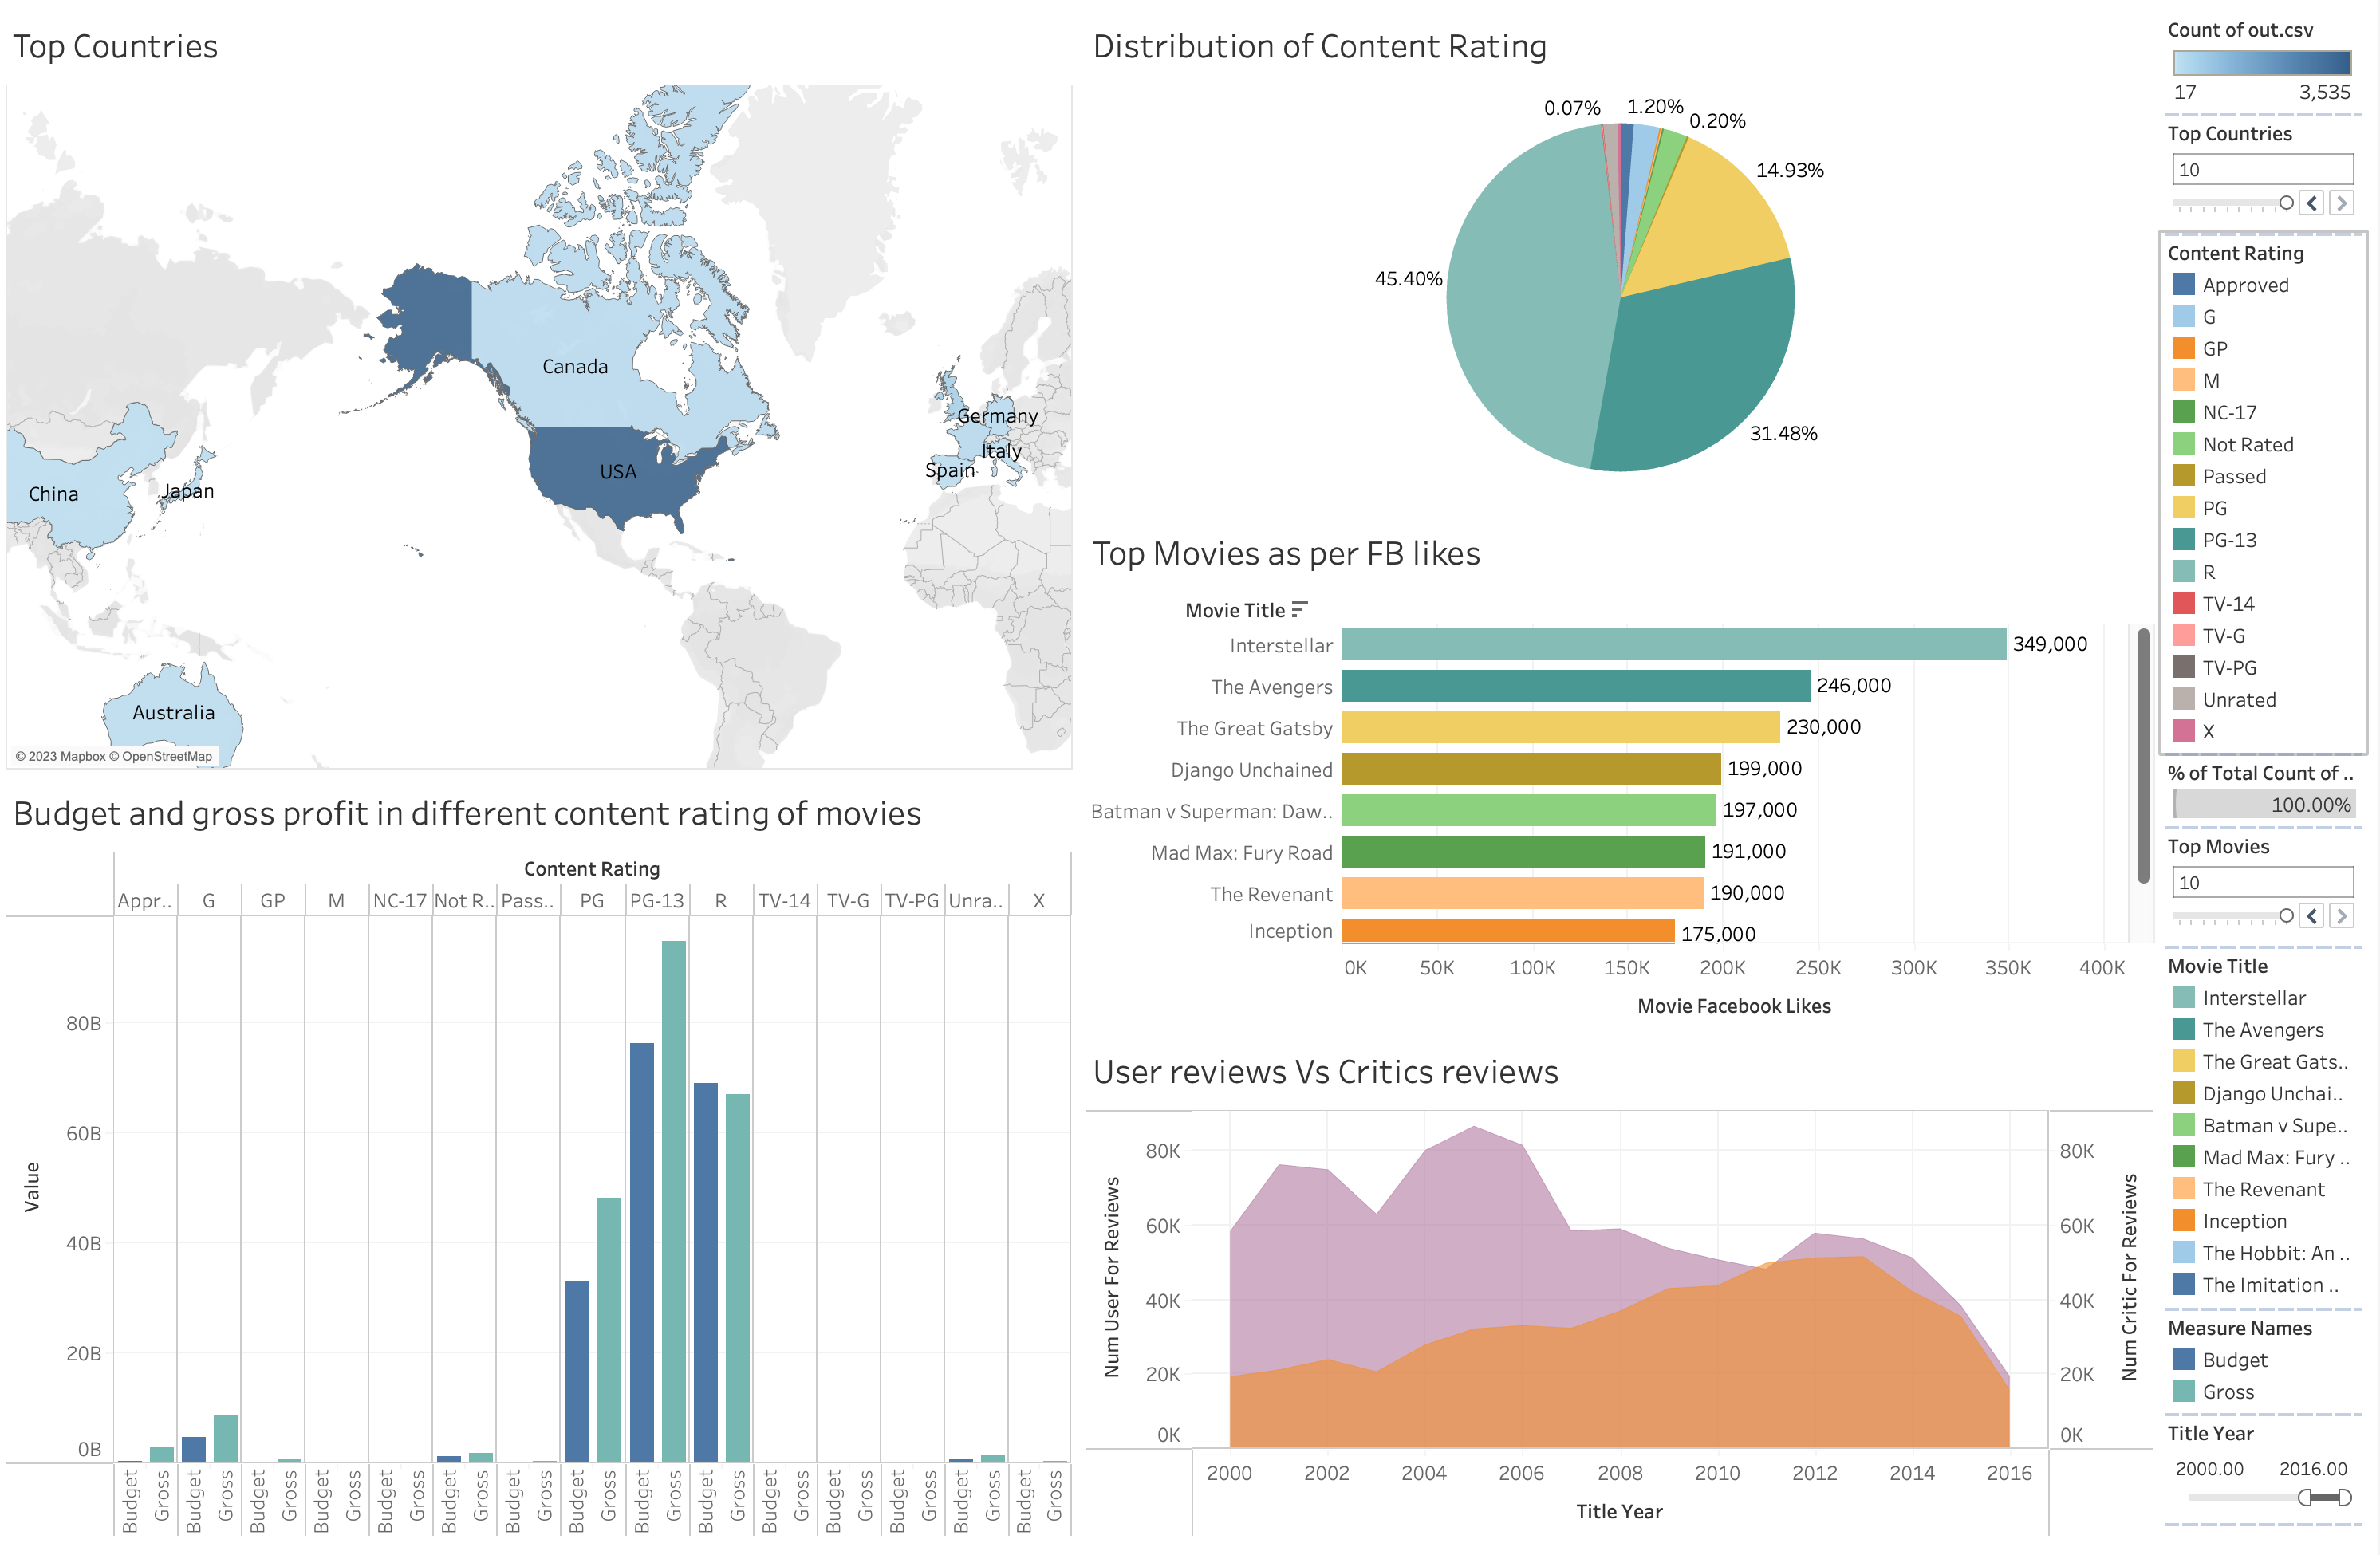 Top Countries
Canada
USA
Germany
Italy
Spain
China
Japan
Australia
© 2023 Mapbox © OpenStreetMap
Distribution of Content Rating
0.07%
1.20%
0.20%
14.93%
45.40%
31.48%
Top Movies as per FB likes
Movie Title
Interstellar 349,000
The Avengers 246,000
The Great Gatsby 230,000
Django Unchained 199,000
Batman v Superman: Daw.. 197,000
Mad Max: Fury Road 191,000
The Revenant 190,000
Inception 175,000
0K 50K 100K 150K 200K 250K 300K 350K 400K
Movie Facebook Likes
Budget and gross profit in different content rating of movies
Content Rating
Appr.. G GP M NC-17 Not R.. Pass.. PG PG-13 R TV-14 TV-G TV-PG Unra.. X
Value
80B
60B
40B
20B
0B
Budget Gross Budget Gross Budget Gross Budget Gross Budget Gross Budget Gross Budget Gross Budget Gross Budget Gross Budget Gross Budget Gross Budget Gross Budget Gross Budget Gross Budget Gross
User reviews Vs Critics reviews
Num User For Reviews
80K
60K
40K
20K
0K
80K
60K
40K
20K
0K
Num Critic For Reviews
2000 2002 2004 2006 2008 2010 2012 2014 2016
Title Year
Count of out.csv
17 3,535
Top Countries
10
Content Rating
Approved
G
GP
M
NC-17
Not Rated
Passed
PG
PG-13
R
TV-14
TV-G
TV-PG
Unrated
X
% of Total Count of ..
100.00%
Top Movies
10
Movie Title
Interstellar
The Avengers
The Great Gats..
Django Unchai..
Batman v Supe..
Mad Max: Fury ..
The Revenant
Inception
The Hobbit: An ..
The Imitation ..
Measure Names
Budget
Gross
Title Year
2000.00 2016.00